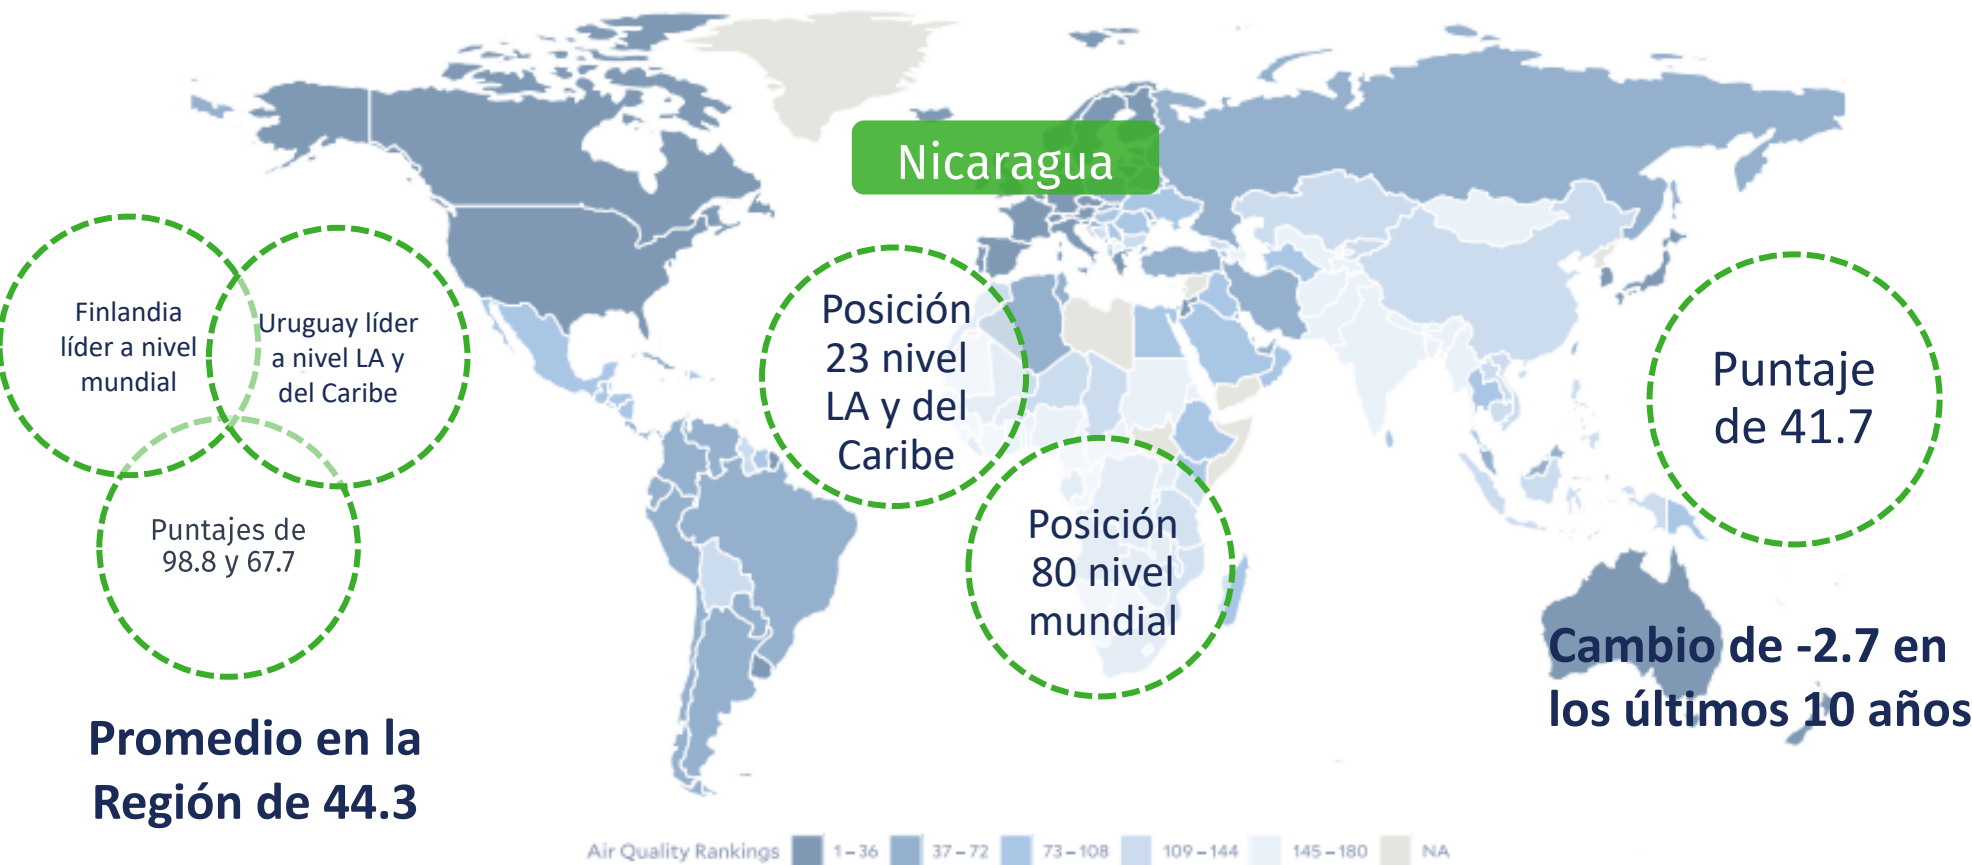 Nicaragua
Finlandia
líder a nivel
mundial
Uruguay líder
a nivel LA y
del Caribe
Puntajes de
98.8 y 67.7
Promedio en la
Región de 44.3
Posición
23 nivel
LA y del
Caribe
Posición
80 nivel
mundial
Puntaje
de 41.7
Cambio de -2.7 en
los últimos 10 años
Air Quality Rankings 1–36 37–72 73–108 109–144 145–180 NA